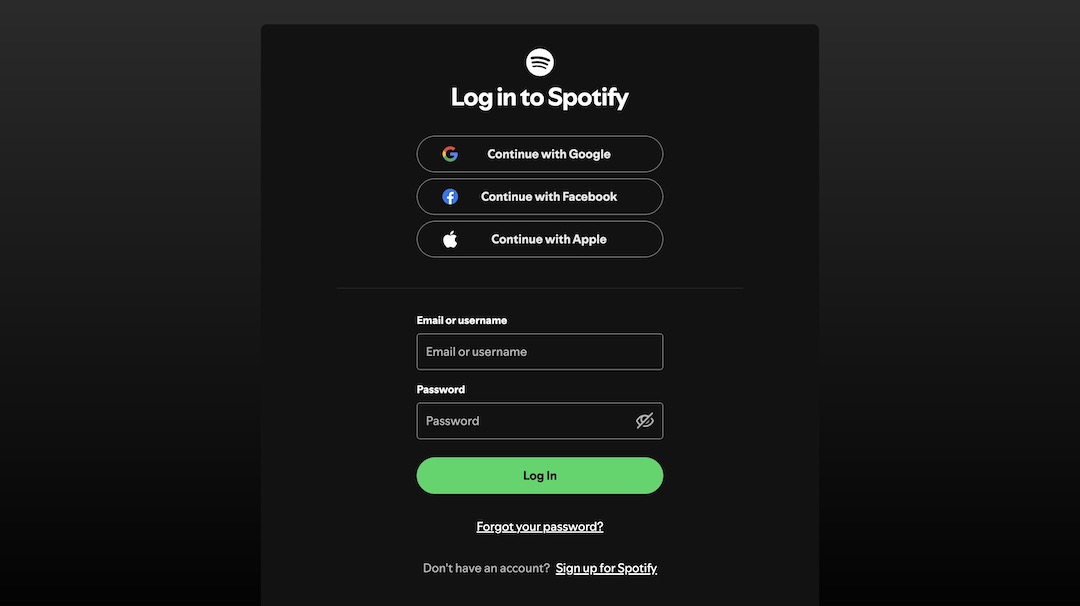 Log in to Spotify
Continue with Google
Continue with Facebook
Continue with Apple
Email or username
Email or username
Password
Password
Log In
Forgot your password?
Don't have an account? Sign up for Spotify